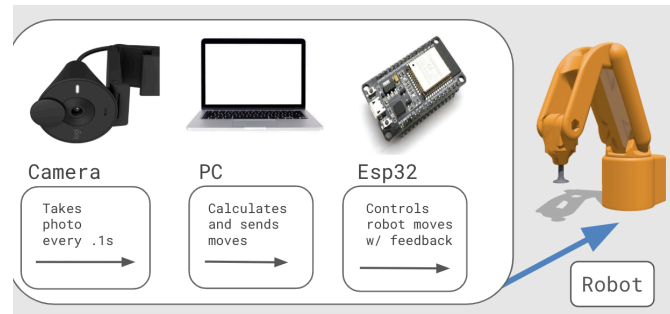 Camera
PC
Esp32
Takes
photo
every .1s
Calculates
and sends
moves
Controls
robot moves
w/ feedback
Robot